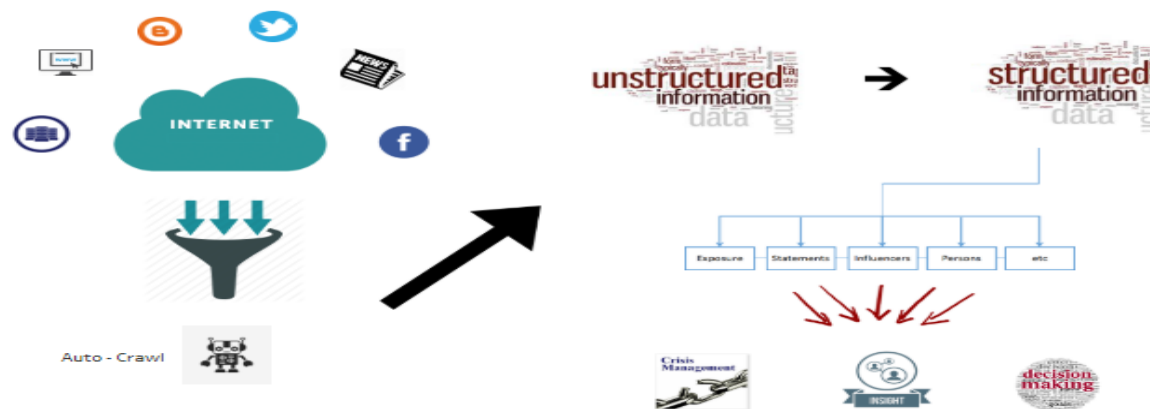 WWW
NEWS
INTERNET
f
Auto - Crawl
unstructured
information
data
structured
information
data
Exposure
Statements
Influencers
Persons
etc
Crisis
Management
INSIGHT
decision
making